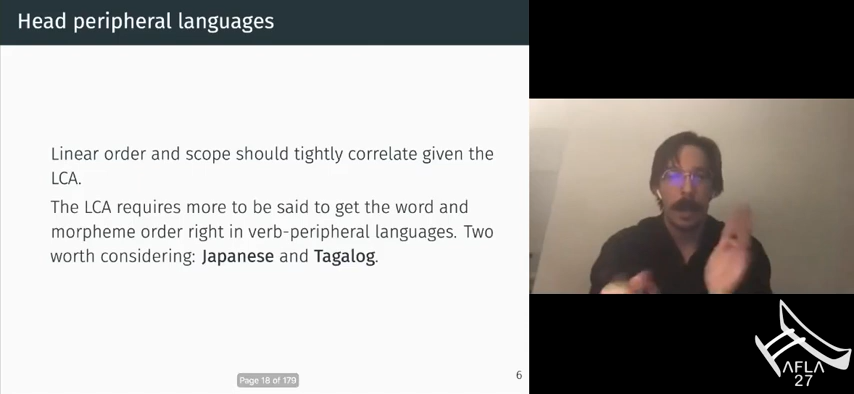 Head peripheral languages
Linear order and scope should tightly correlate given the
LCA.
The LCA requires more to be said to get the word and
morpheme order right in verb-peripheral languages. Two
worth considering: Japanese and Tagalog.
Page 18 of 179
6
AFLA
27